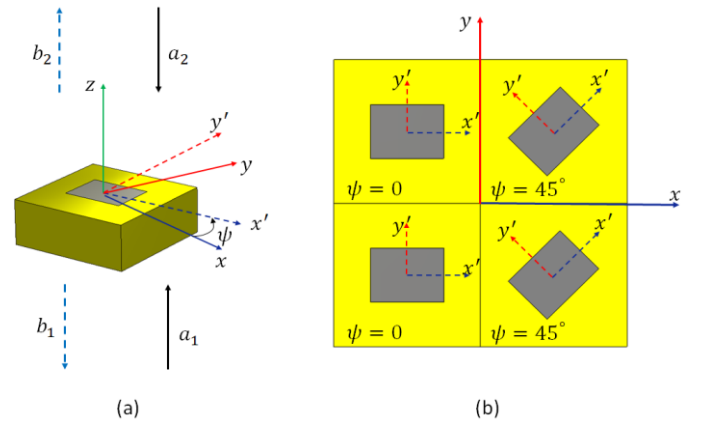 b₂
a₂
z
y′
y
x′
ψ
x
b₁
a₁
(a)
y
y′
x′
ψ = 0
y′
x′
ψ = 45°
x
y′
x′
ψ = 0
y′
x′
ψ = 45°
(b)